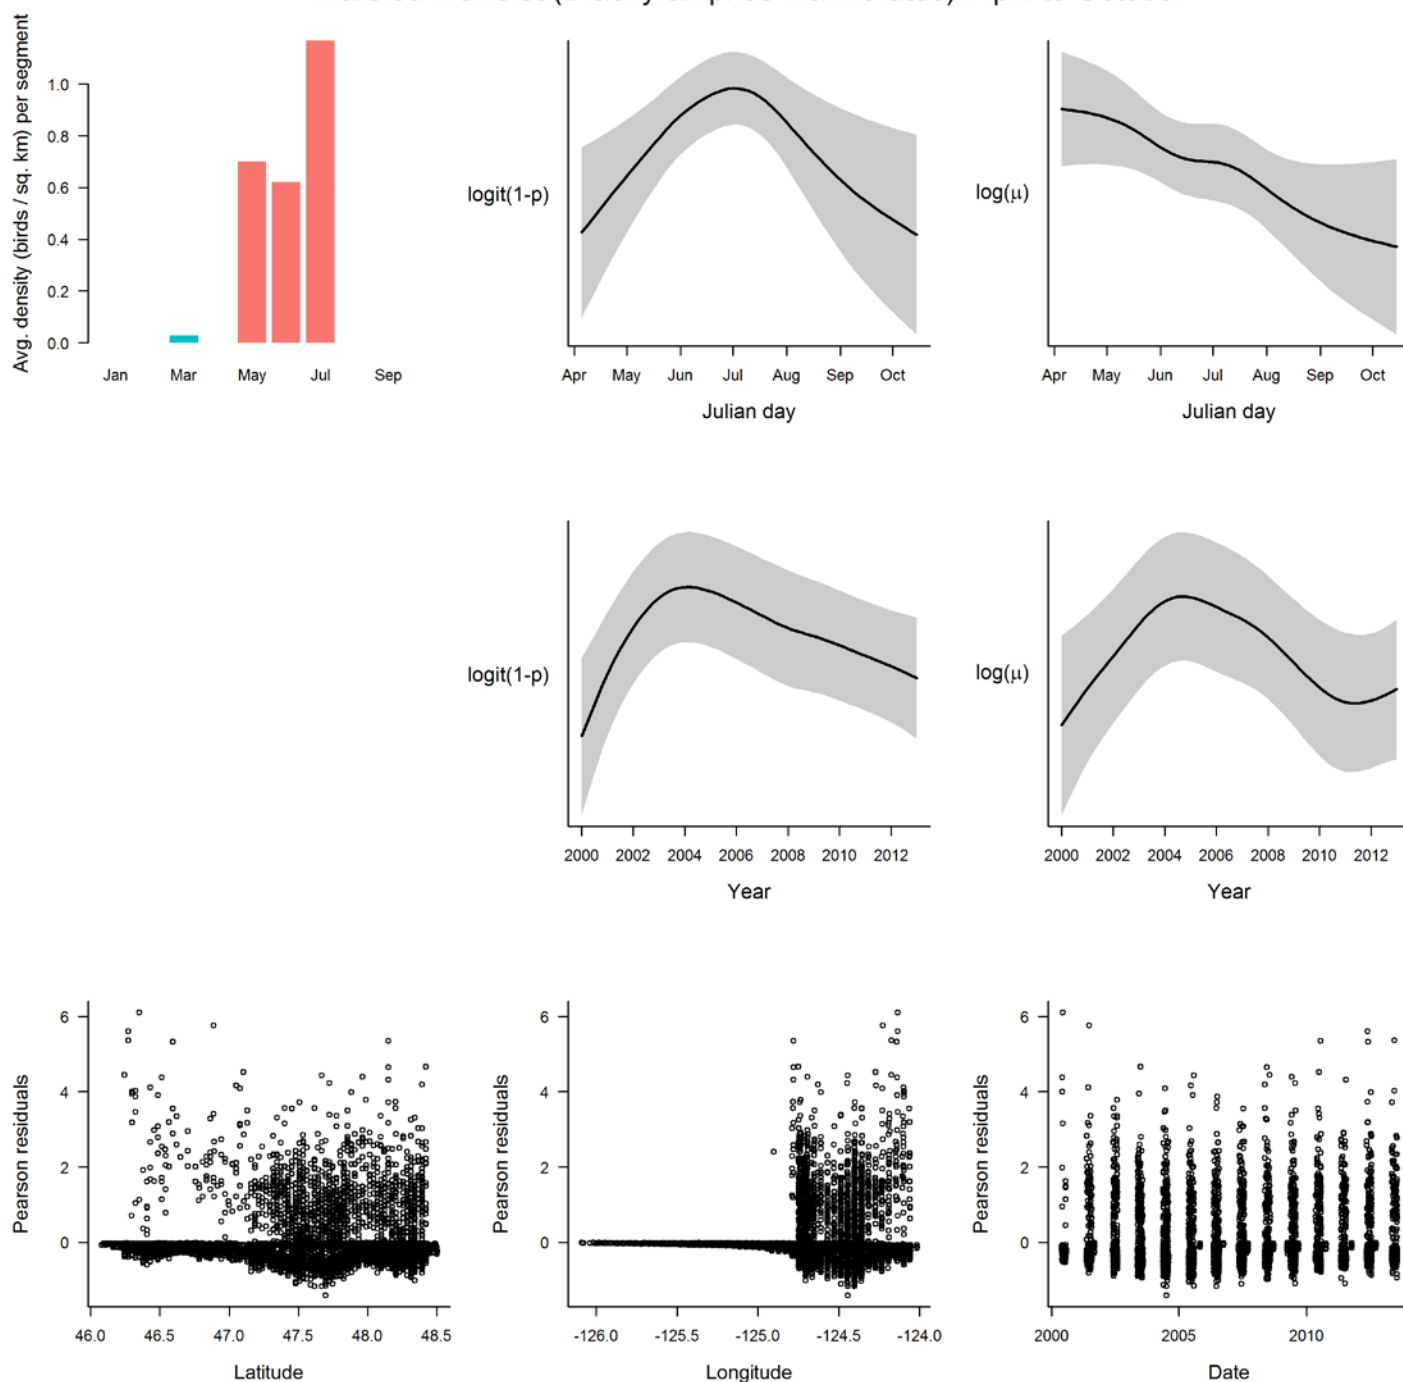 Avg. density (birds / sq. km) per segment
1.0
0.8
0.6
0.4
0.2
0.0
Jan Mar May Jul Sep
logit(1-p)
Apr May Jun Jul Aug Sep Oct
Julian day
log(μ)
Apr May Jun Jul Aug Sep Oct
Julian day
logit(1-p)
2000 2002 2004 2006 2008 2010 2012
Year
log(μ)
2000 2002 2004 2006 2008 2010 2012
Year
Pearson residuals
6
4
2
0
46.0 46.5 47.0 47.5 48.0 48.5
Latitude
Pearson residuals
6
4
2
0
-126.0 -125.5 -125.0 -124.5 -124.0
Longitude
Pearson residuals
6
4
2
0
2000 2005 2010
Date